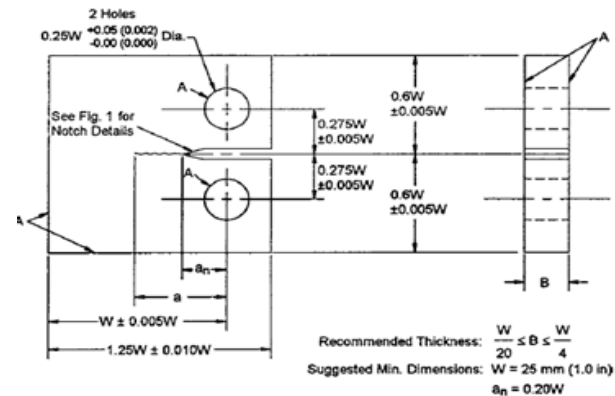 2 Holes
0.25W +0.05 (0.002) -0.00 (0.000) Dia.
A
A
See Fig. 1 for
Notch Details
0.6W
±0.005W
0.275W
±0.005W
0.275W
±0.005W
A
0.6W
±0.005W
A
aₙ
a
B
W ± 0.005W
1.25W ± 0.010W
Recommended Thickness: W/20 ≤ B ≤ W/4
Suggested Min. Dimensions: W = 25 mm (1.0 in)
aₙ = 0.20W